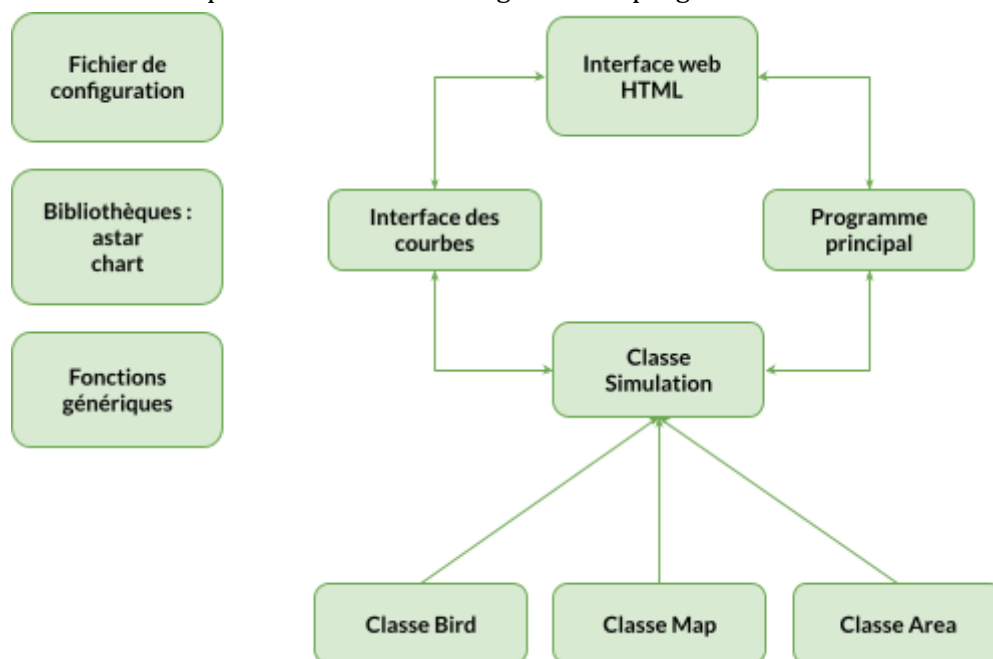 Fichier de
configuration
Bibliothèques :
astar
chart
Fonctions
génériques
Interface web
HTML
Interface des
courbes
Programme
principal
Classe
Simulation
Classe Bird
Classe Map
Classe Area